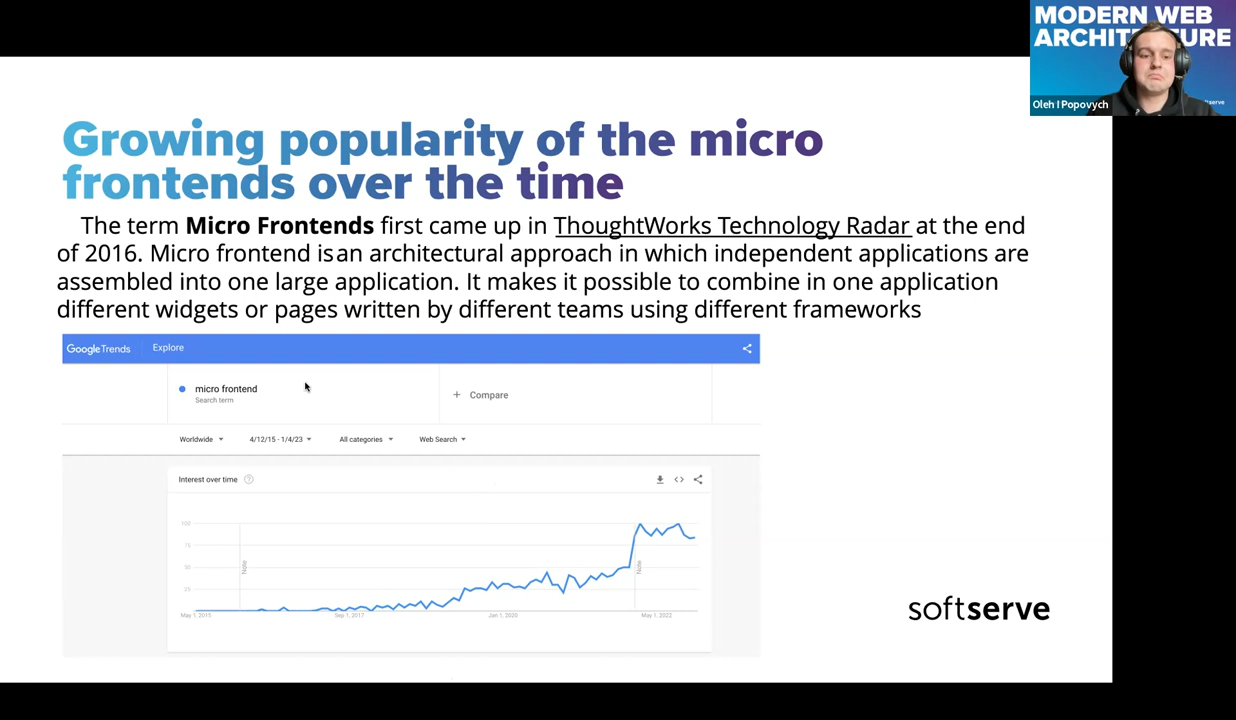 MODERN WEB
ARCHITECTURE
Oleh I Popovych
Growing popularity of the micro
frontends over the time
The term Micro Frontends first came up in ThoughtWorks Technology Radar at the end
of 2016. Micro frontend is an architectural approach in which independent applications are
assembled into one large application. It makes it possible to combine in one application
different widgets or pages written by different teams using different frameworks
Google Trends Explore
micro frontend
Search term
+ Compare
Worldwide 4/12/15 - 1/4/23 All categories Web Search
Interest over time
100
75
50
25
Note
Note
May 1, 2015 Sep 1, 2017 Jan 1, 2020 May 1, 2022
softserve